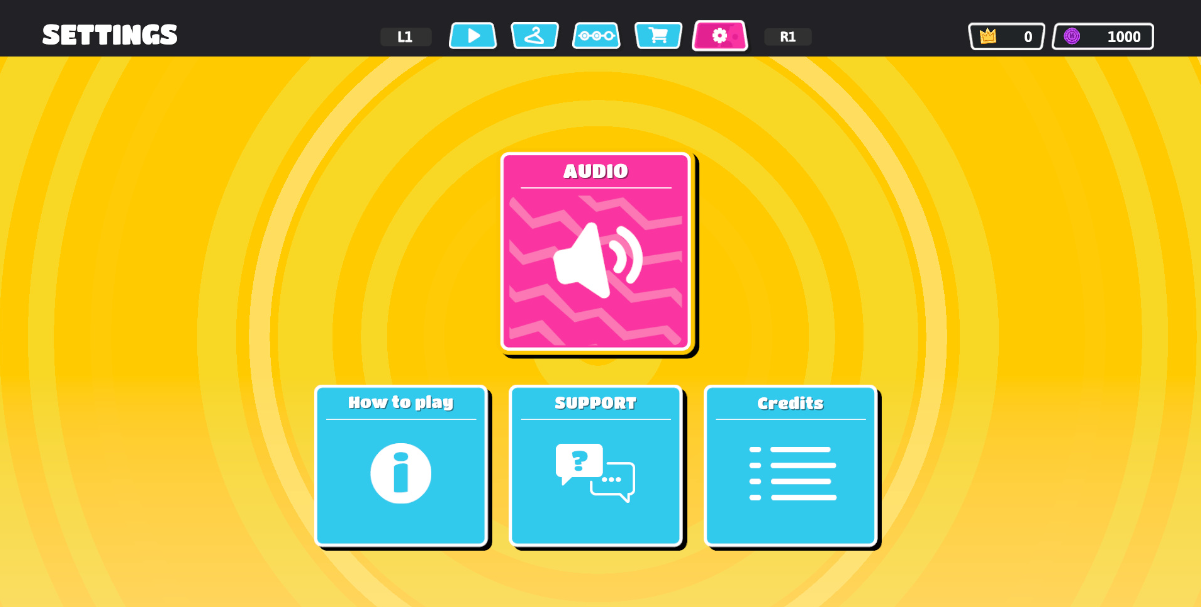 SETTINGS
L1
R1
0
1000
AUDIO
How to play
SUPPORT
Credits